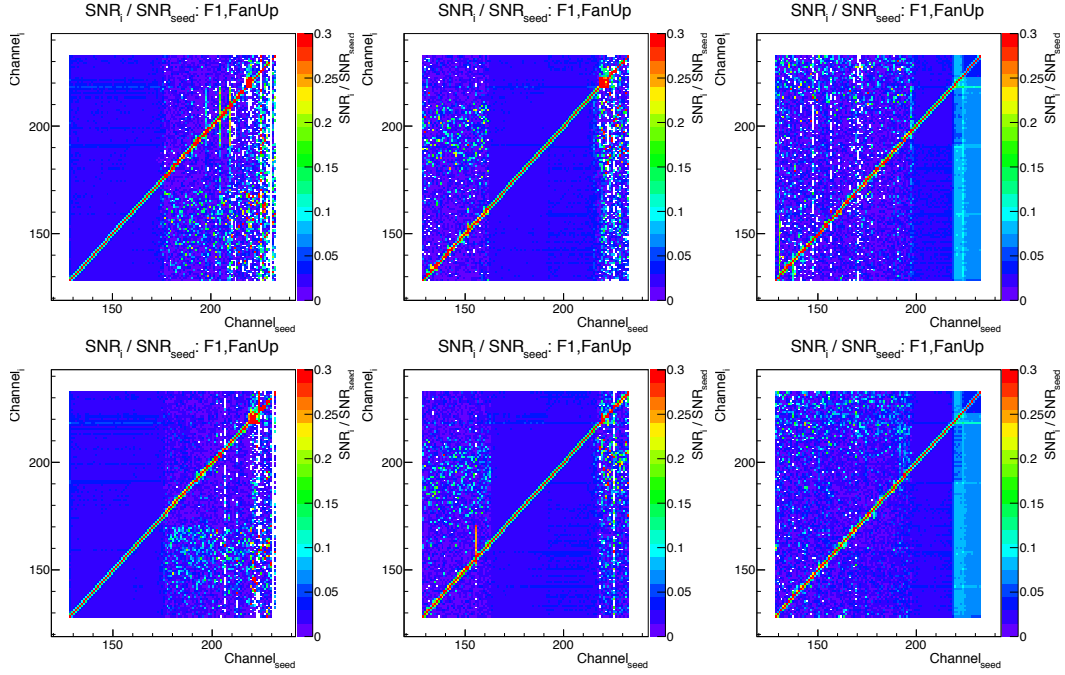 SNR_i / SNR_seed: F1,FanUp SNR_i / SNR_seed: F1,FanUp SNR_i / SNR_seed: F1,FanUp
Channel_i Channel_i Channel_i
SNR_i / SNR_seed SNR_i / SNR_seed SNR_i / SNR_seed
0.3 0.3 0.3
0.25 0.25 0.25
200 0.2 200 0.2 200 0.2
0.15 0.15 0.15
150 0.1 150 0.1 150 0.1
0.05 0.05 0.05
0 0 0
150 200 150 200 150 200
Channel_seed Channel_seed Channel_seed
SNR_i / SNR_seed: F1,FanUp SNR_i / SNR_seed: F1,FanUp SNR_i / SNR_seed: F1,FanUp
Channel_i Channel_i Channel_i
SNR_i / SNR_seed SNR_i / SNR_seed SNR_i / SNR_seed
0.3 0.3 0.3
0.25 0.25 0.25
200 0.2 200 0.2 200 0.2
0.15 0.15 0.15
150 0.1 150 0.1 150 0.1
0.05 0.05 0.05
0 0 0
150 200 150 200 150 200
Channel_seed Channel_seed Channel_seed